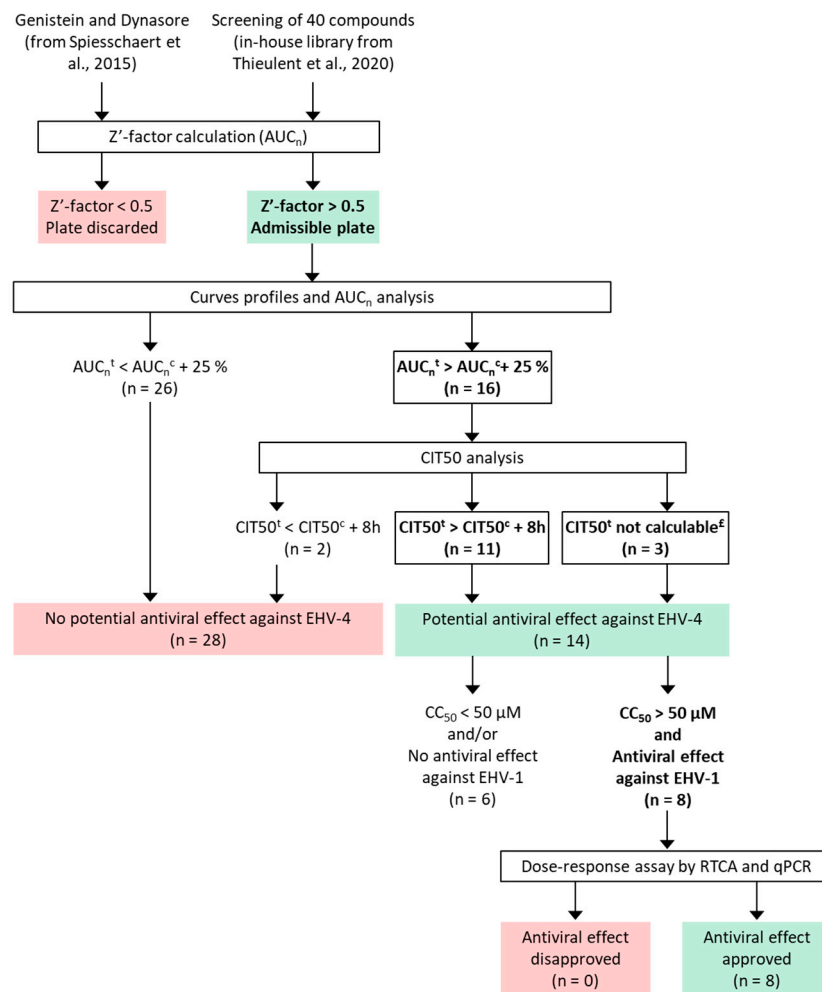 Genistein and Dynasore
(from Spiesschaert et
al., 2015)
Screening of 40 compounds
(in-house library from
Thieulent et al., 2020)
Z’-factor calculation (AUCₙ)
Z’-factor < 0.5
Plate discarded
Z’-factor > 0.5
Admissible plate
Curves profiles and AUCₙ analysis
AUCₙᵗ < AUCₙᶜ + 25 %
(n = 26)
AUCₙᵗ > AUCₙᶜ+ 25 %
(n = 16)
CIT50 analysis
CIT50ᵗ < CIT50ᶜ + 8h
(n = 2)
CIT50ᵗ > CIT50ᶜ + 8h
(n = 11)
CIT50ᵗ not calculable£
(n = 3)
No potential antiviral effect against EHV-4
(n = 28)
Potential antiviral effect against EHV-4
(n = 14)
CC₅₀ < 50 µM
and/or
No antiviral effect
against EHV-1
(n = 6)
CC₅₀ > 50 µM
and
Antiviral effect
against EHV-1
(n = 8)
Dose-response assay by RTCA and qPCR
Antiviral effect
disapproved
(n = 0)
Antiviral effect
approved
(n = 8)